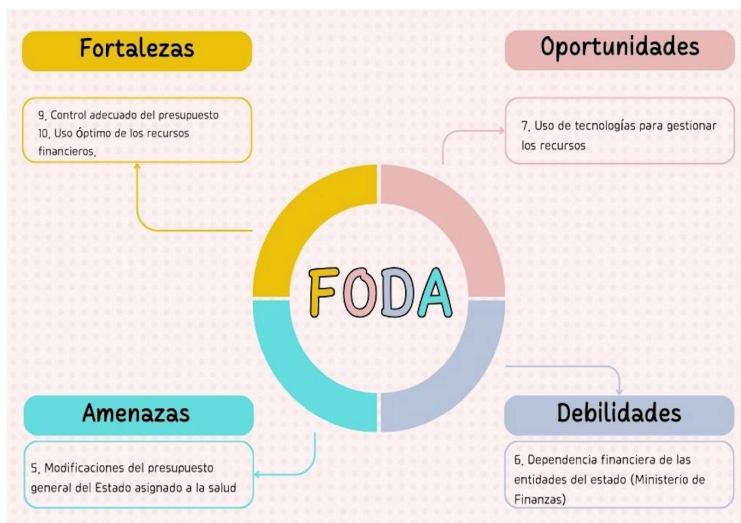 Fortalezas
9. Control adecuado del presupuesto
10. Uso óptimo de los recursos
financieros.
Oportunidades
7. Uso de tecnologías para gestionar
los recursos
FODA
Amenazas
5. Modificaciones del presupuesto
general del Estado asignado a la salud
Debilidades
6. Dependencia financiera de las
entidades del estado (Ministerio de
Finanzas)